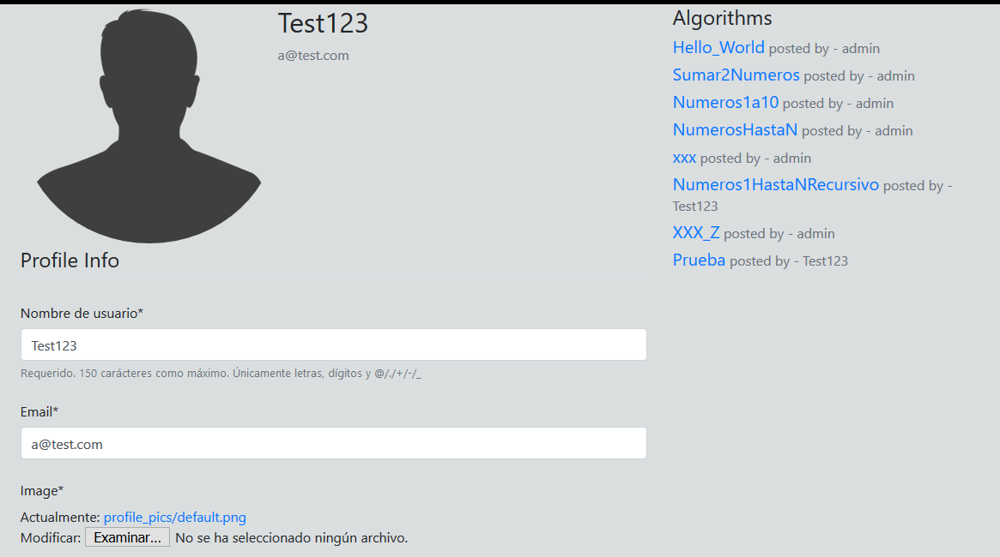 Test123
a@test.com
Profile Info
Nombre de usuario*
Test123
Requerido. 150 carácteres como máximo. Únicamente letras, dígitos y @/./+/-/_
Email*
a@test.com
Image*
Actualmente: profile_pics/default.png
Modificar: Examinar... No se ha seleccionado ningún archivo.
Algorithms
Hello_World posted by - admin
Sumar2Numeros posted by - admin
Numeros1a10 posted by - admin
NumerosHastaN posted by - admin
xxx posted by - admin
Numeros1HastaNRecursivo posted by -
Test123
XXX_Z posted by - admin
Prueba posted by - Test123